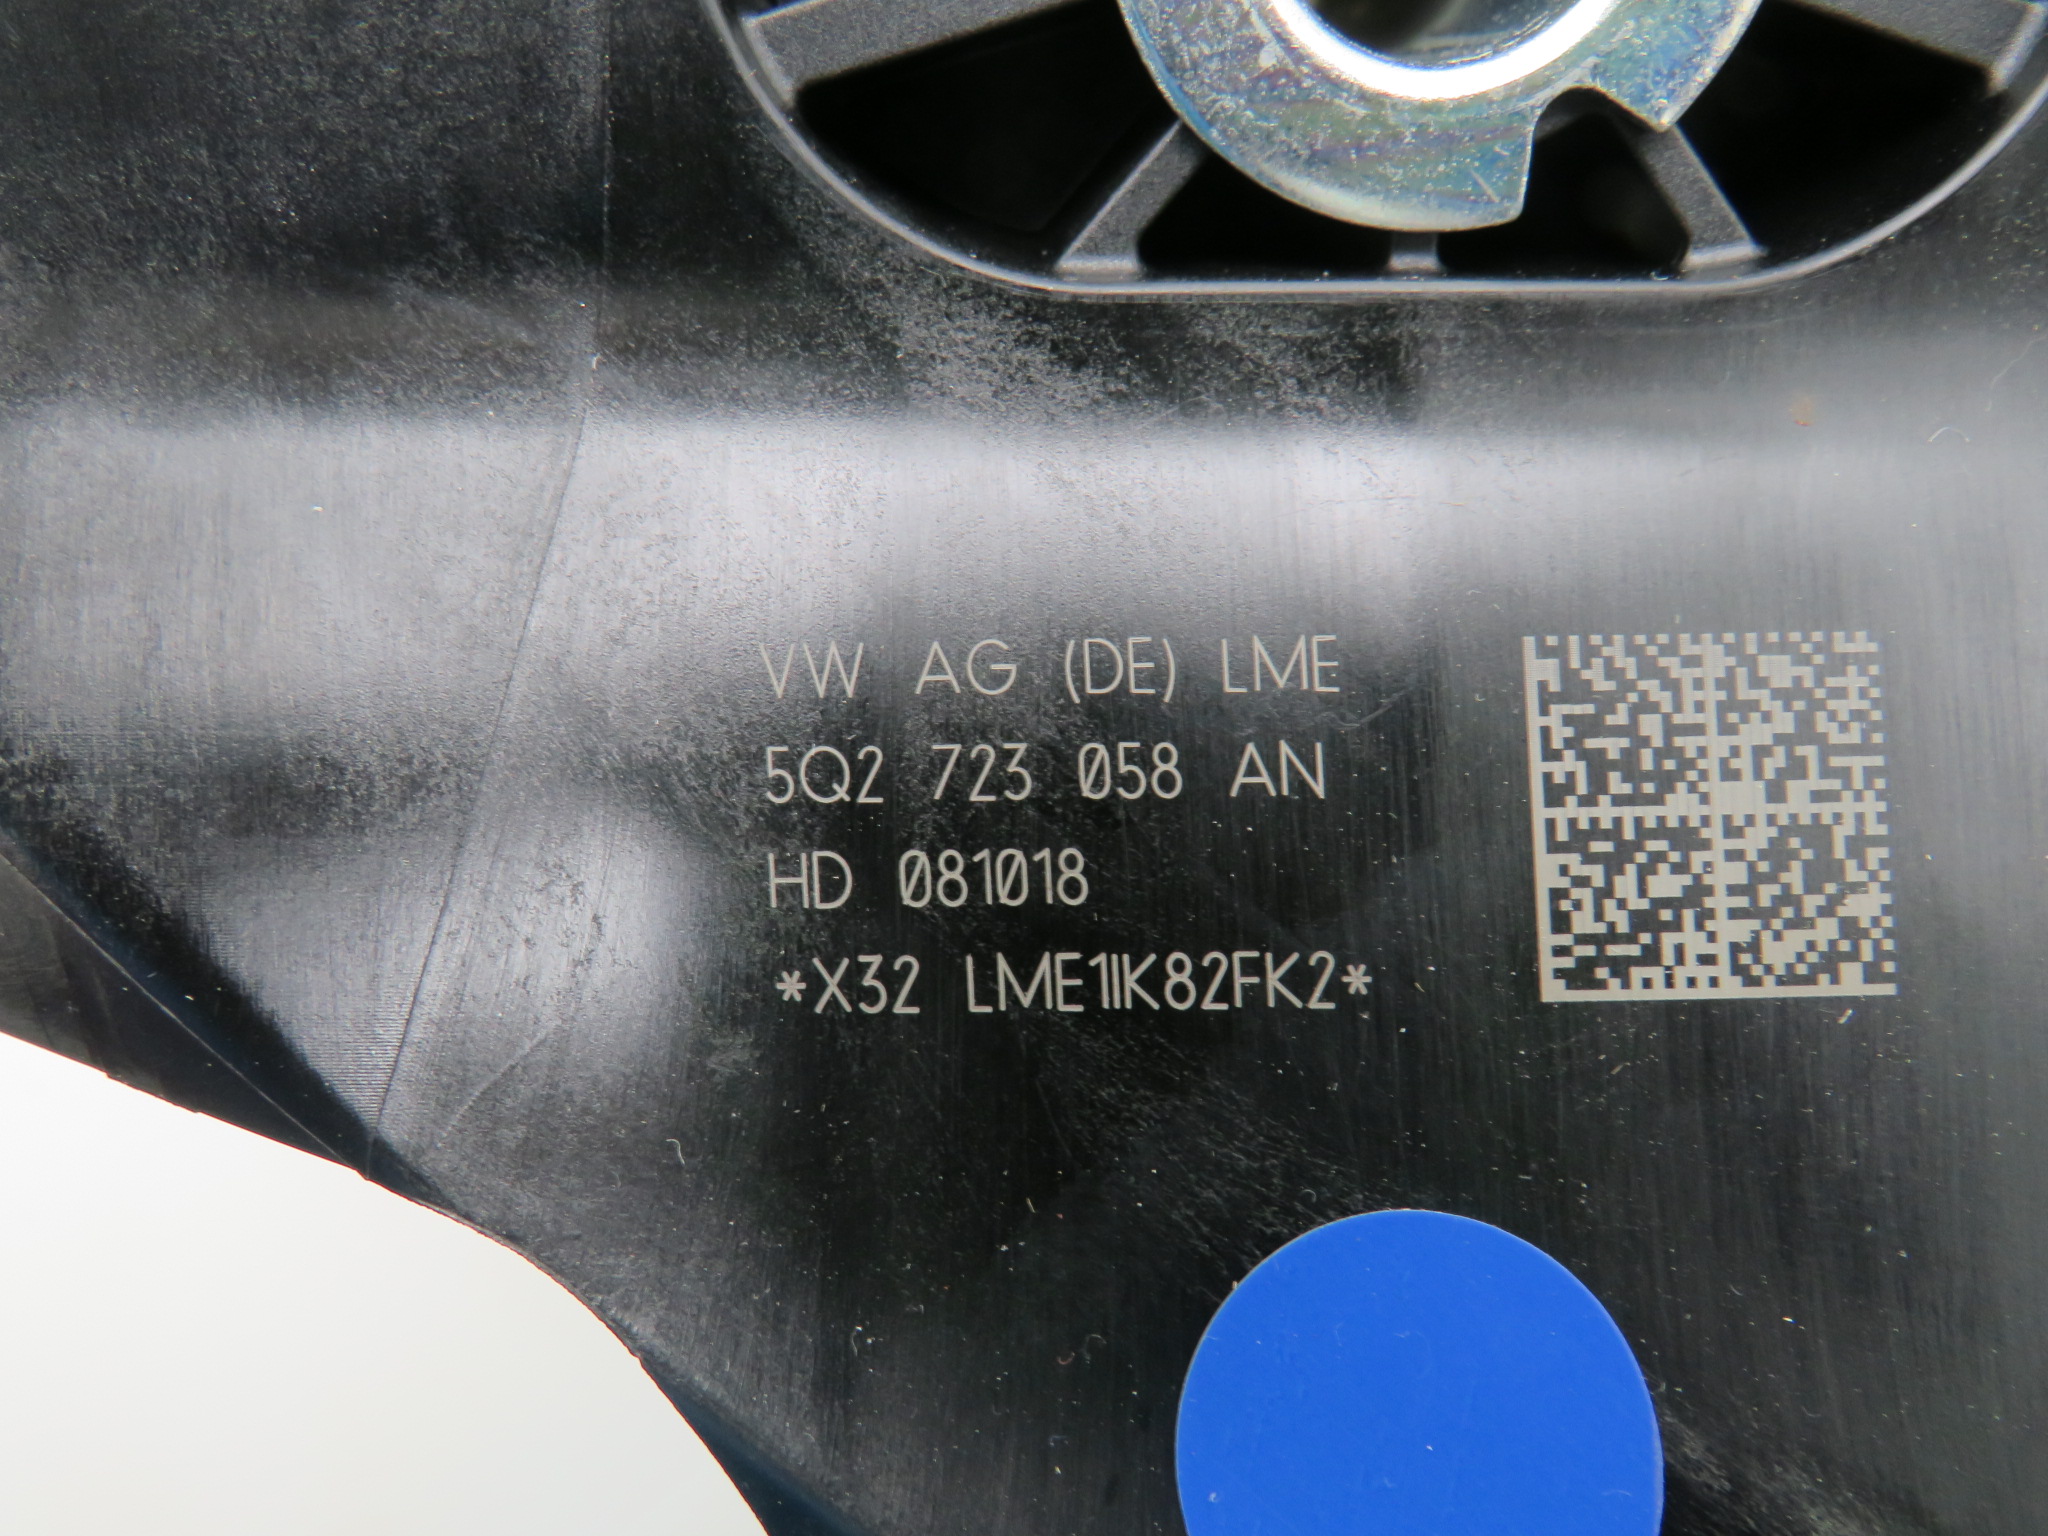 VW AG (DE) LME
5Q2 723 058 AN
HD 081018
*X32 LME1IK82FK2*